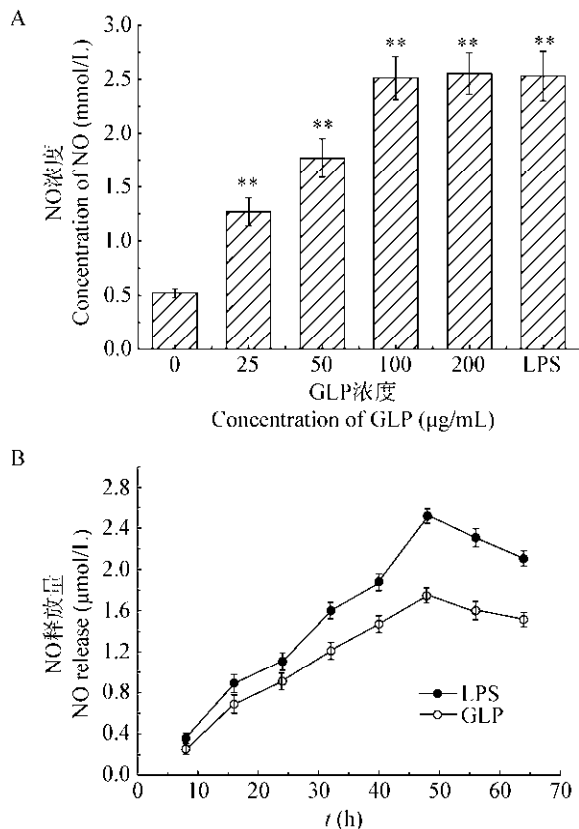 A
NO浓度
Concentration of NO (mmol/L)
3.0
2.5
2.0
1.5
1.0
0.5
0.0
**
**
**
**
**
0 25 50 100 200 LPS
GLP浓度
Concentration of GLP (μg/mL)
B
NO释放量
NO release (μmol/L)
2.8
2.4
2.0
1.6
1.2
0.8
0.4
0 10 20 30 40 50 60 70
t (h)
LPS
GLP